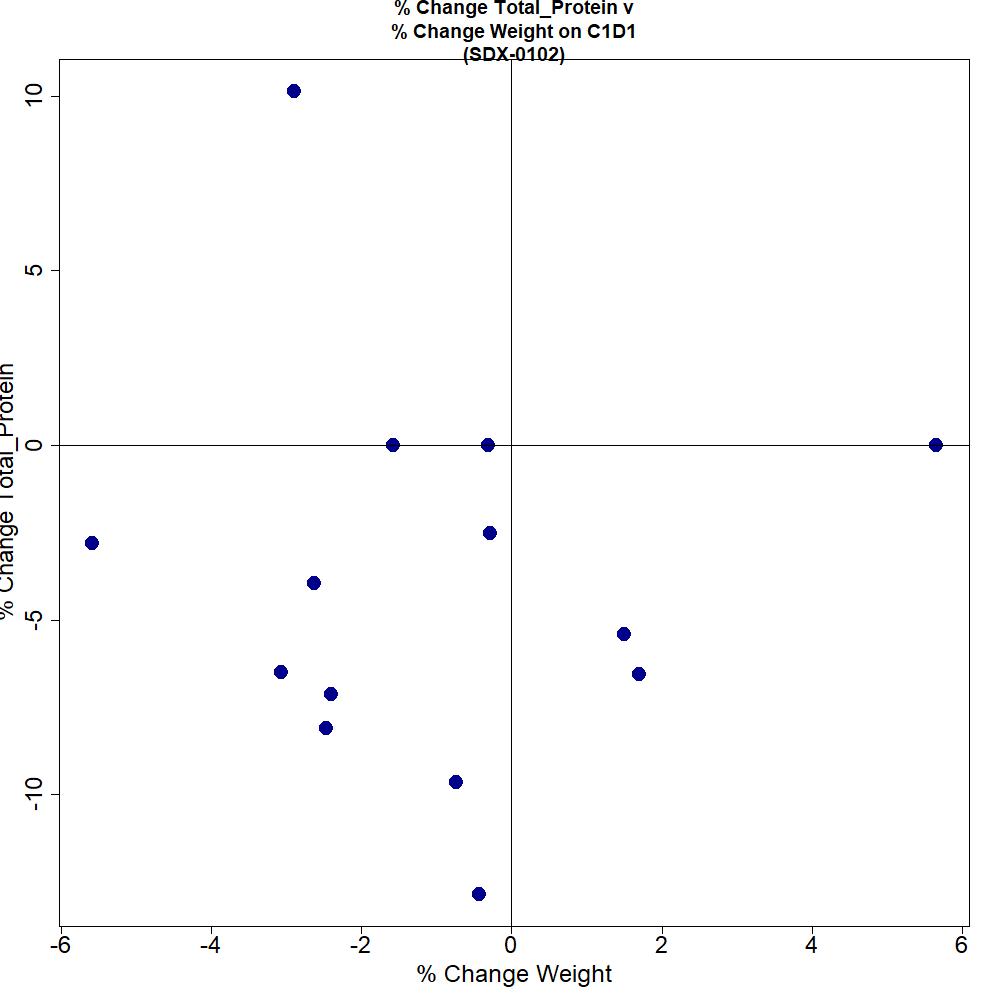 % Change Total_Protein v
% Change Weight on C1D1
(SDX-0102)
10
5
0
-5
-10
% Change Total_Protein
-6
-4
-2
0
2
4
6
% Change Weight